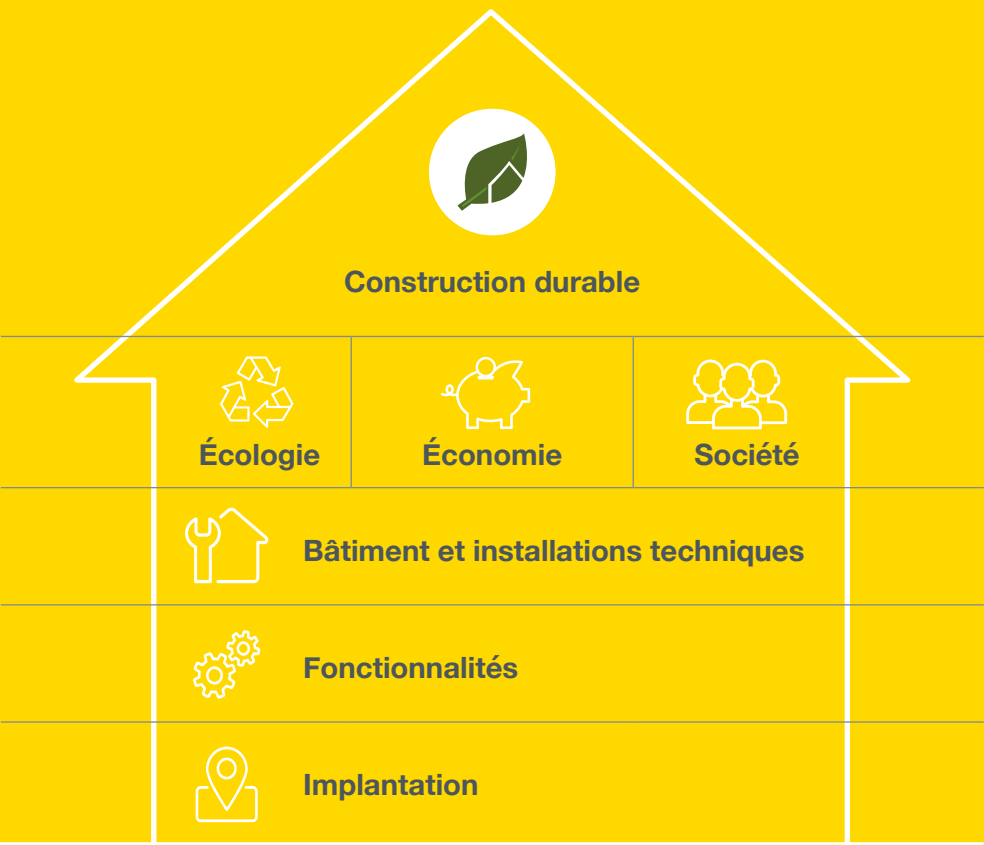 Construction durable
Écologie
Économie
Société
Bâtiment et installations techniques
Fonctionnalités
Implantation